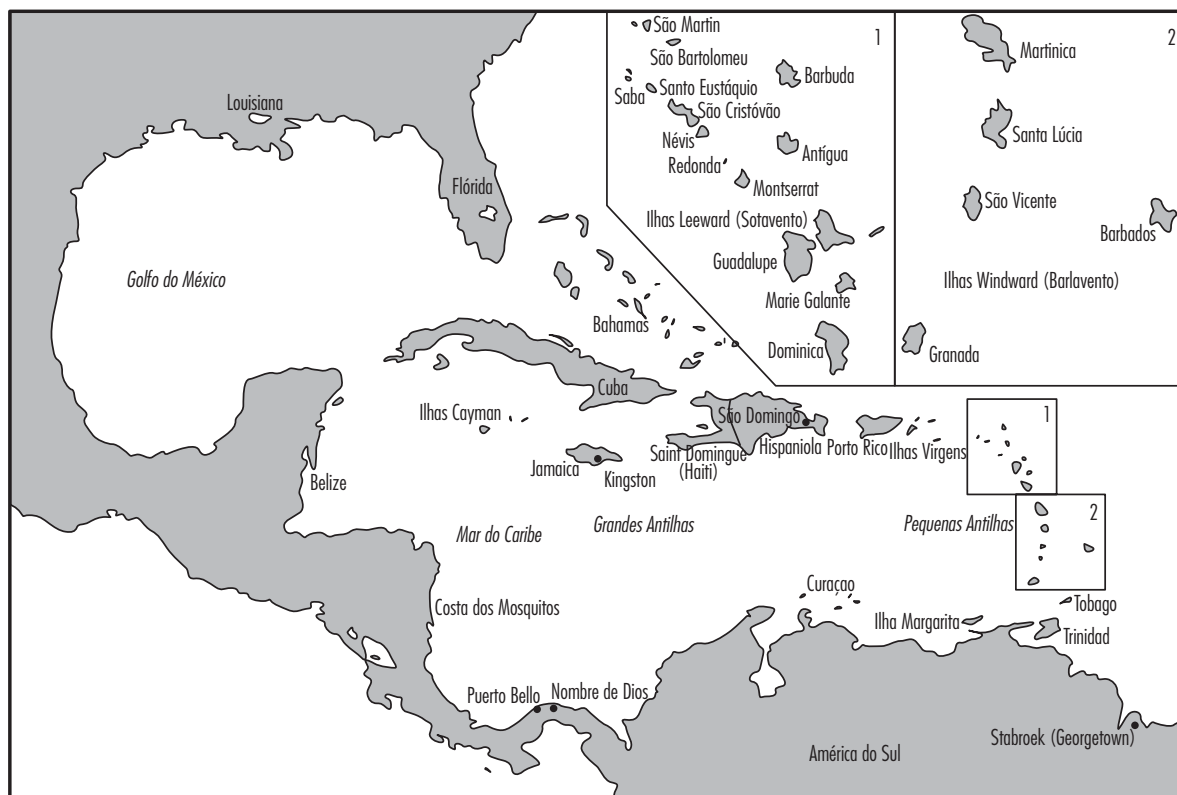 São Martin
1
2
São Bartolomeu
Martinica
Barbuda
Saba
Santo Eustáquio
Louisiana
São Cristóvão
Névis
Antígua
Santa Lúcia
Redonda
Flórida
Montserrat
São Vicente
Ilhas Leeward (Sotavento)
Barbados
Guadalupe
Golfo do México
Ilhas Windward (Barlavento)
Marie Galante
Bahamas
Dominica
Granada
Cuba
Ilhas Cayman
São Domingo
1
Saint Domingue
(Haiti)
Hispaniola
Porto Rico
Ilhas Virgens
Jamaica
Kingston
Belize
Mar do Caribe
Grandes Antilhas
Pequenas Antilhas
2
Curaçao
Costa dos Mosquitos
Ilha Margarita
Tobago
Trinidad
Puerto Bello
Nombre de Dios
América do Sul
Stabroek (Georgetown)